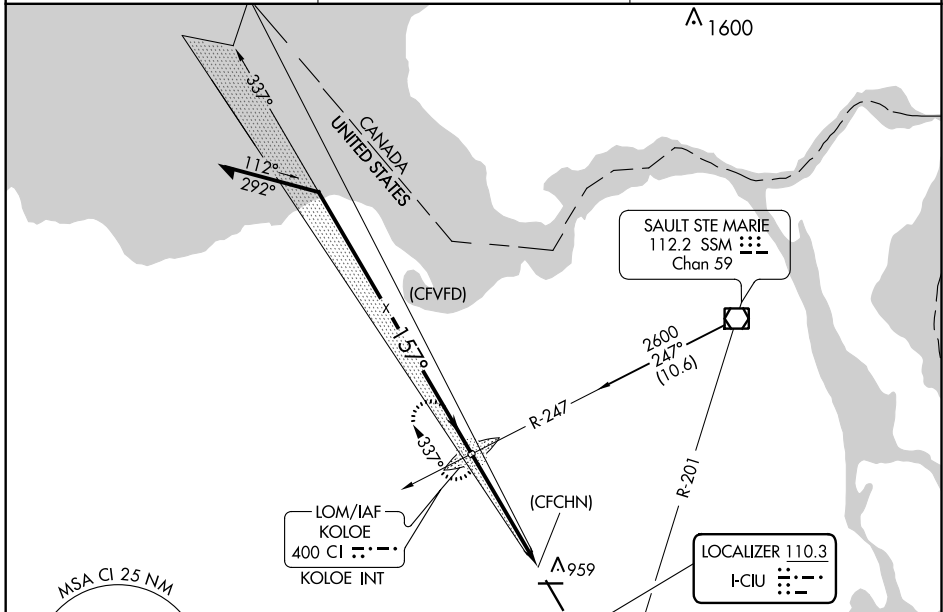 1600
337°
CANADA
UNITED STATES
112°
292°
SAULT STE MARIE
112.2 SSM
Chan 59
(CFVFD)
x
157°
2600
247°
(10.6)
R-247
337°
R-201
LOM/IAF
KOLOE
400 CI
KOLOE INT
(CFCHN)
959
LOCALIZER 110.3
I-CIU
MSA CI 25 NM